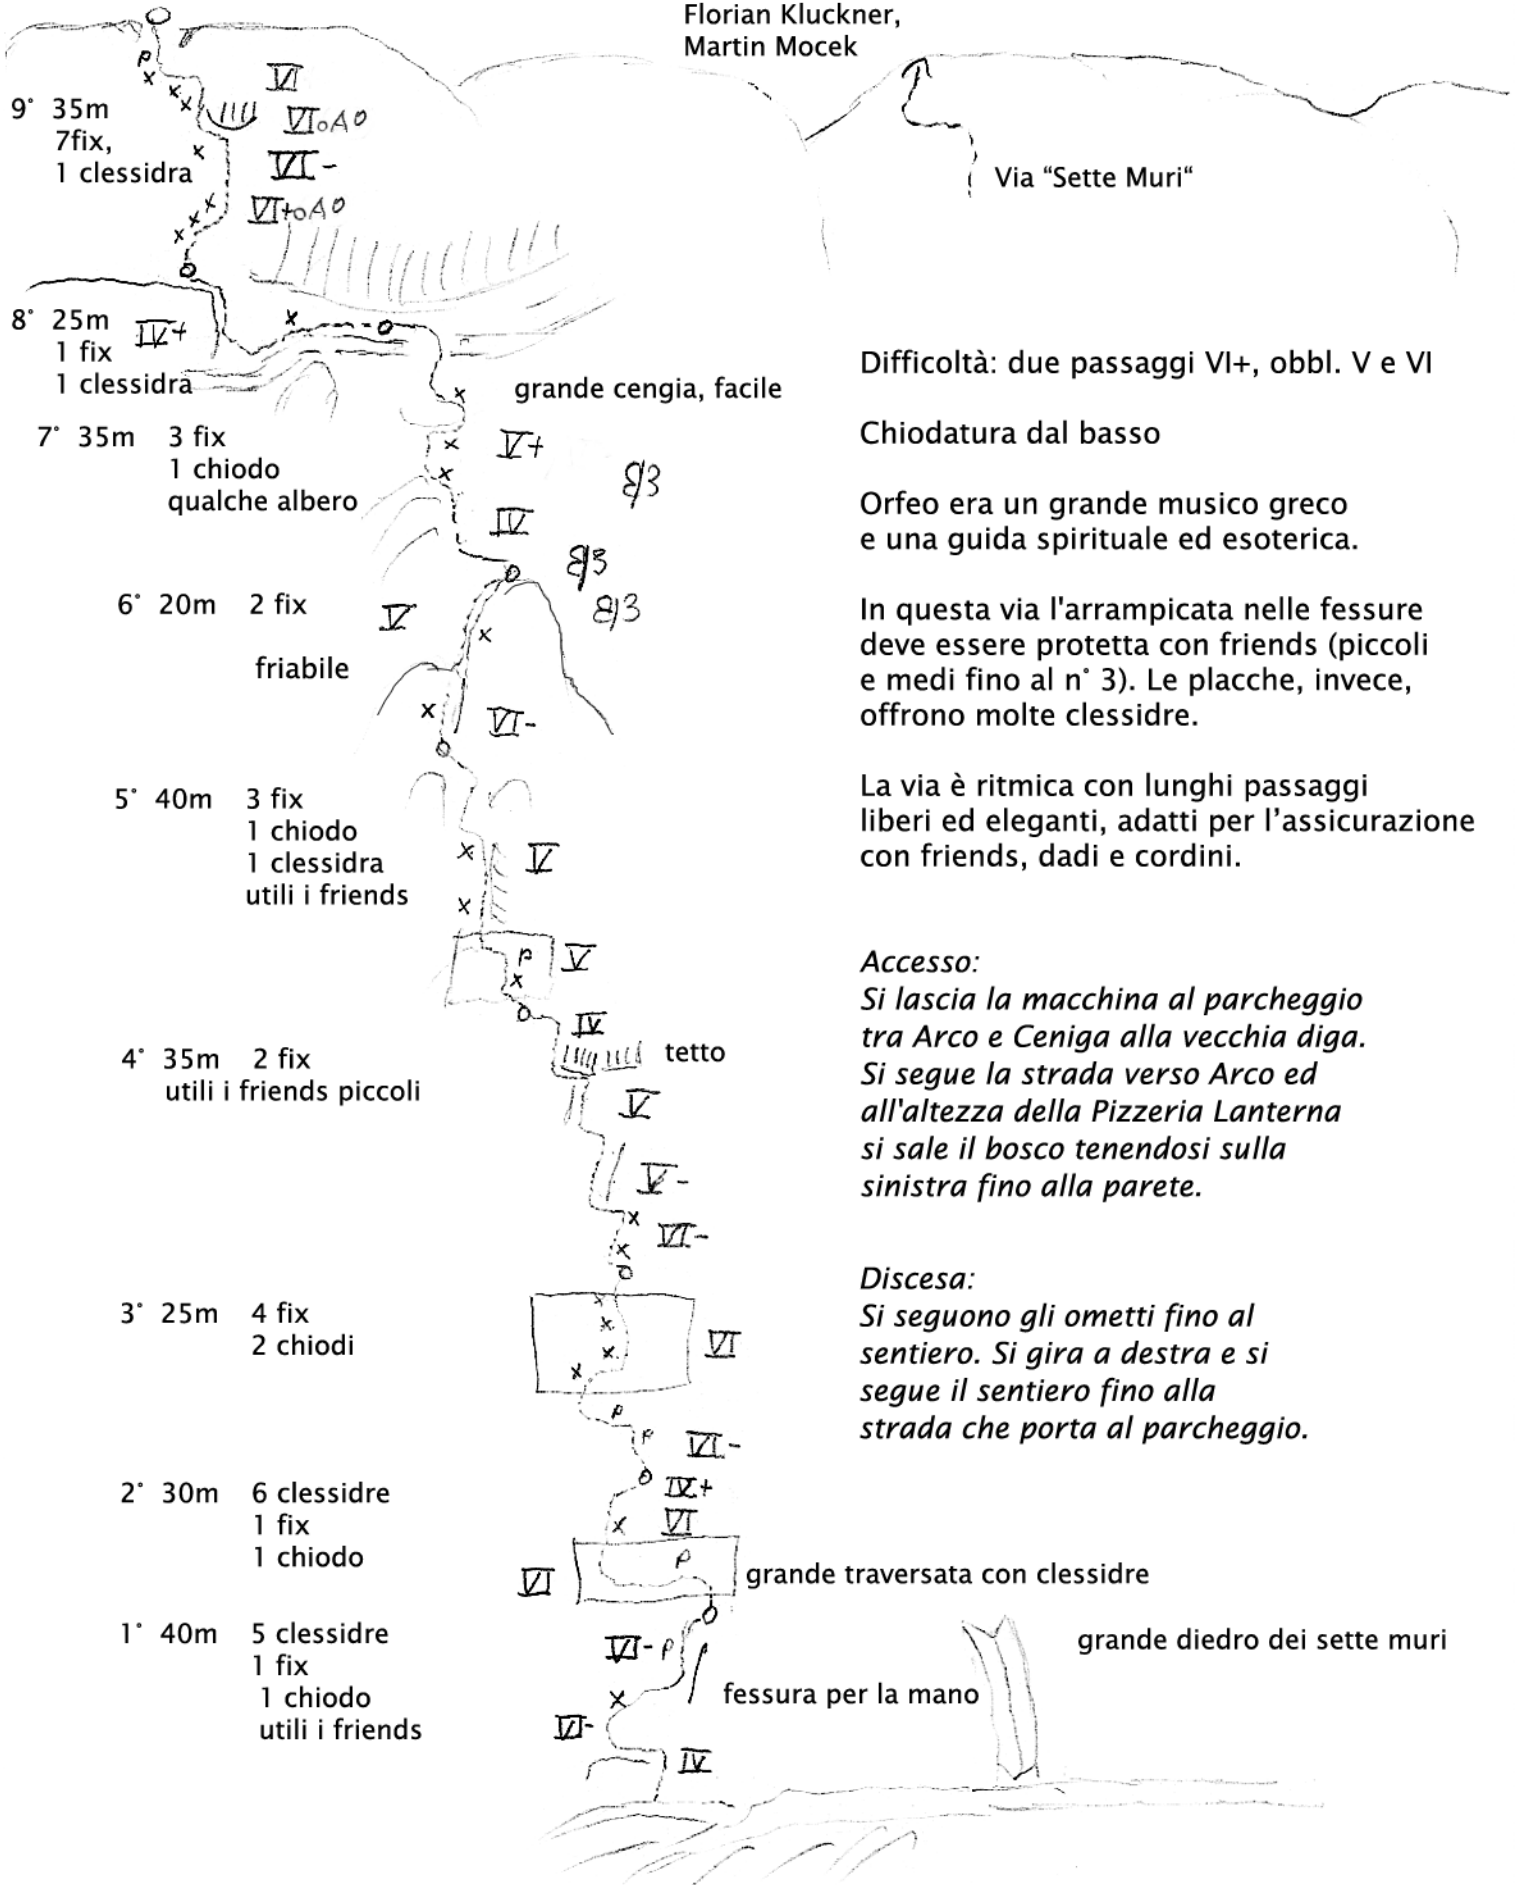 Florian Kluckner,
Martin Mocek
VI
9° 35m
7fix,
1 clessidra
VI o A0
VI-
VI+ o A0
Via “Sette Muri“
8° 25m
1 fix
1 clessidra
IV+
grande cengia, facile
7° 35m 3 fix
1 chiodo
qualche albero
V+
IV
6° 20m 2 fix
V
friabile
VI-
5° 40m 3 fix
1 chiodo
1 clessidra
utili i friends
V
P
V
IV
tetto
4° 35m 2 fix
utili i friends piccoli
V
V-
VI-
3° 25m 4 fix
2 chiodi
VI
P
P
VI-
2° 30m 6 clessidre
1 fix
1 chiodo
IV+
VI
P
VI
grande traversata con clessidre
1° 40m 5 clessidre
1 fix
1 chiodo
utili i friends
VI- P
fessura per la mano
VI-
IV
grande diedro dei sette muri
Difficoltà: due passaggi VI+, obbl. V e VI
Chiodatura dal basso
Orfeo era un grande musico greco
e una guida spirituale ed esoterica.
In questa via l'arrampicata nelle fessure
deve essere protetta con friends (piccoli
e medi fino al n° 3). Le placche, invece,
offrono molte clessidre.
La via è ritmica con lunghi passaggi
liberi ed eleganti, adatti per l’assicurazione
con friends, dadi e cordini.
Accesso:
Si lascia la macchina al parcheggio
tra Arco e Ceniga alla vecchia diga.
Si segue la strada verso Arco ed
all'altezza della Pizzeria Lanterna
si sale il bosco tenendosi sulla
sinistra fino alla parete.
Discesa:
Si seguono gli ometti fino al
sentiero. Si gira a destra e si
segue il sentiero fino alla
strada che porta al parcheggio.